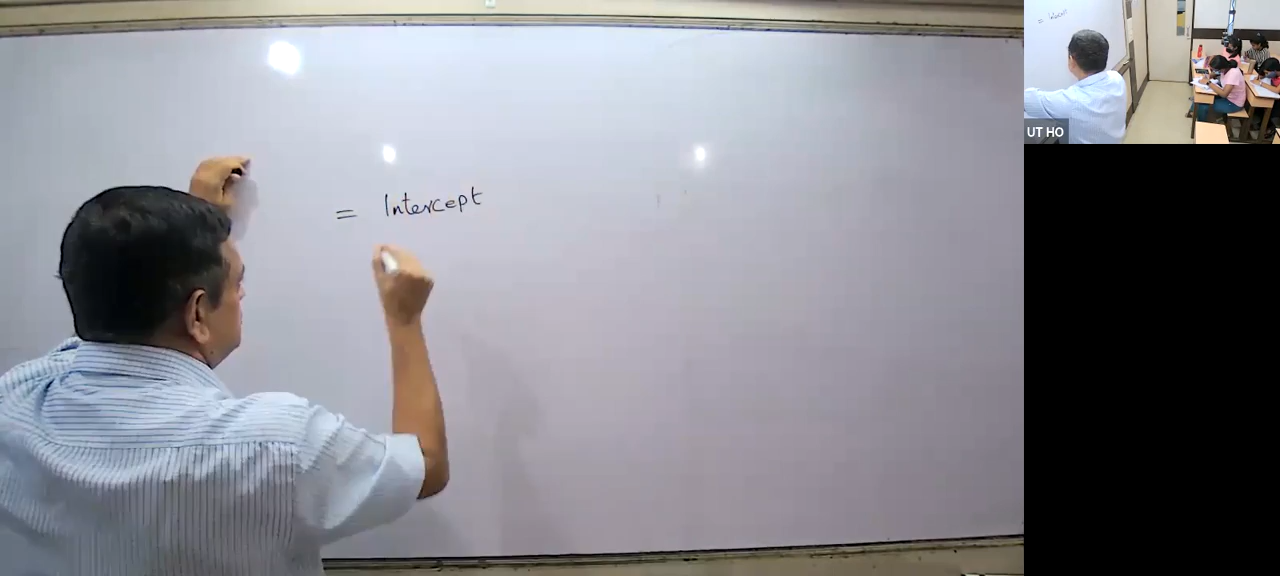 = Intercept
UT HO